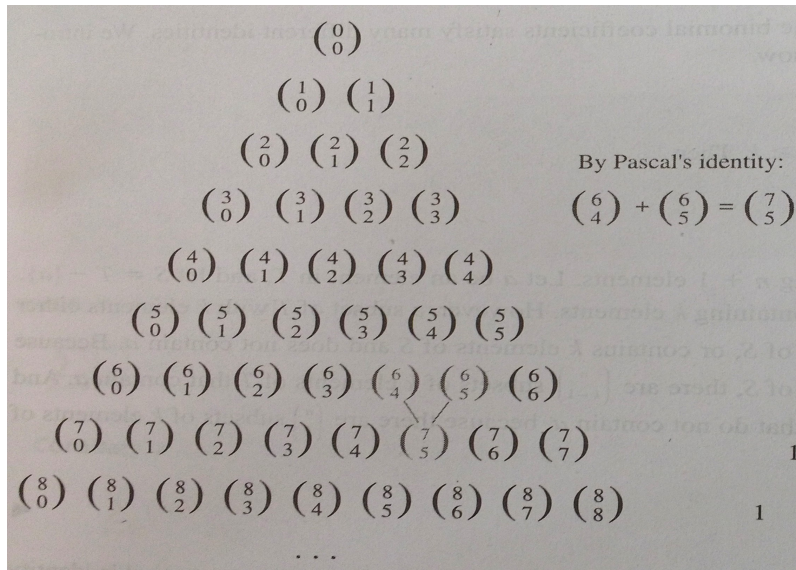 (0 0)
(1 0) (1 1)
(2 0) (2 1) (2 2)
By Pascal's identity:
(3 0) (3 1) (3 2) (3 3)
(6 4) + (6 5) = (7 5)
(4 0) (4 1) (4 2) (4 3) (4 4)
(5 0) (5 1) (5 2) (5 3) (5 4) (5 5)
(6 0) (6 1) (6 2) (6 3) (6 4) (6 5) (6 6)
(7 0) (7 1) (7 2) (7 3) (7 4) (7 5) (7 6) (7 7)
1
(8 0) (8 1) (8 2) (8 3) (8 4) (8 5) (8 6) (8 7) (8 8)
1
...